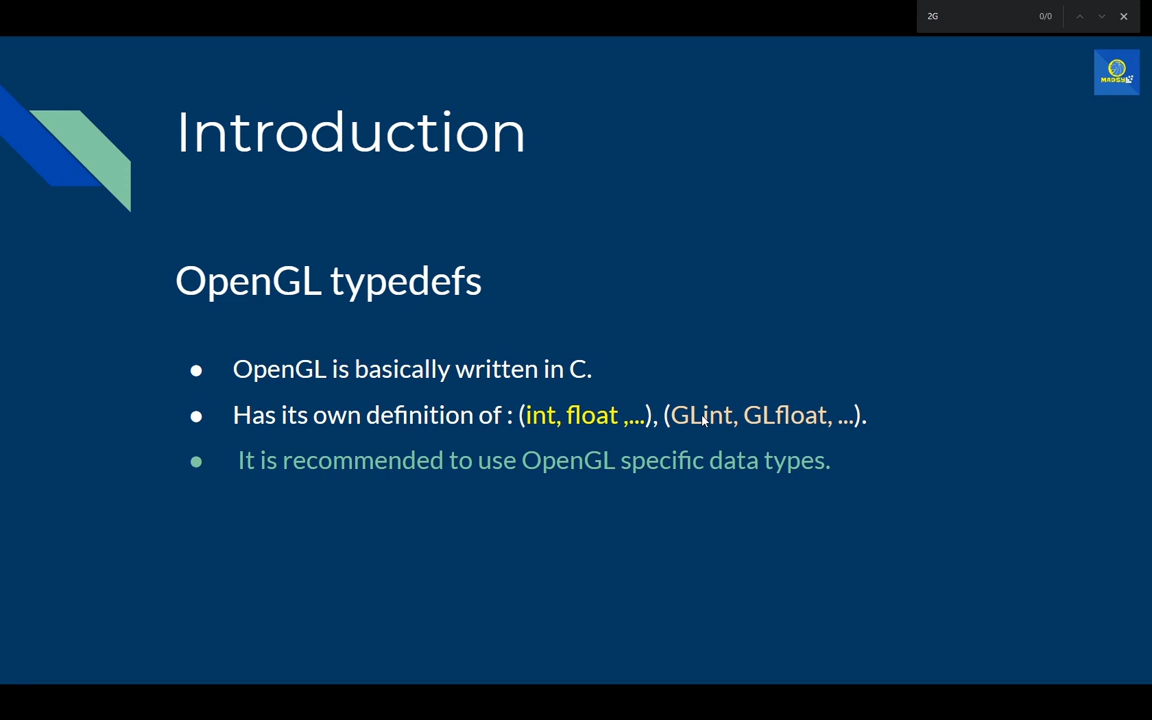 2G 0/0
MADSYZ
Introduction
OpenGL typedefs
● OpenGL is basically written in C.
● Has its own definition of : (int, float ,...), (GLint, GLfloat, ...).
● It is recommended to use OpenGL specific data types.